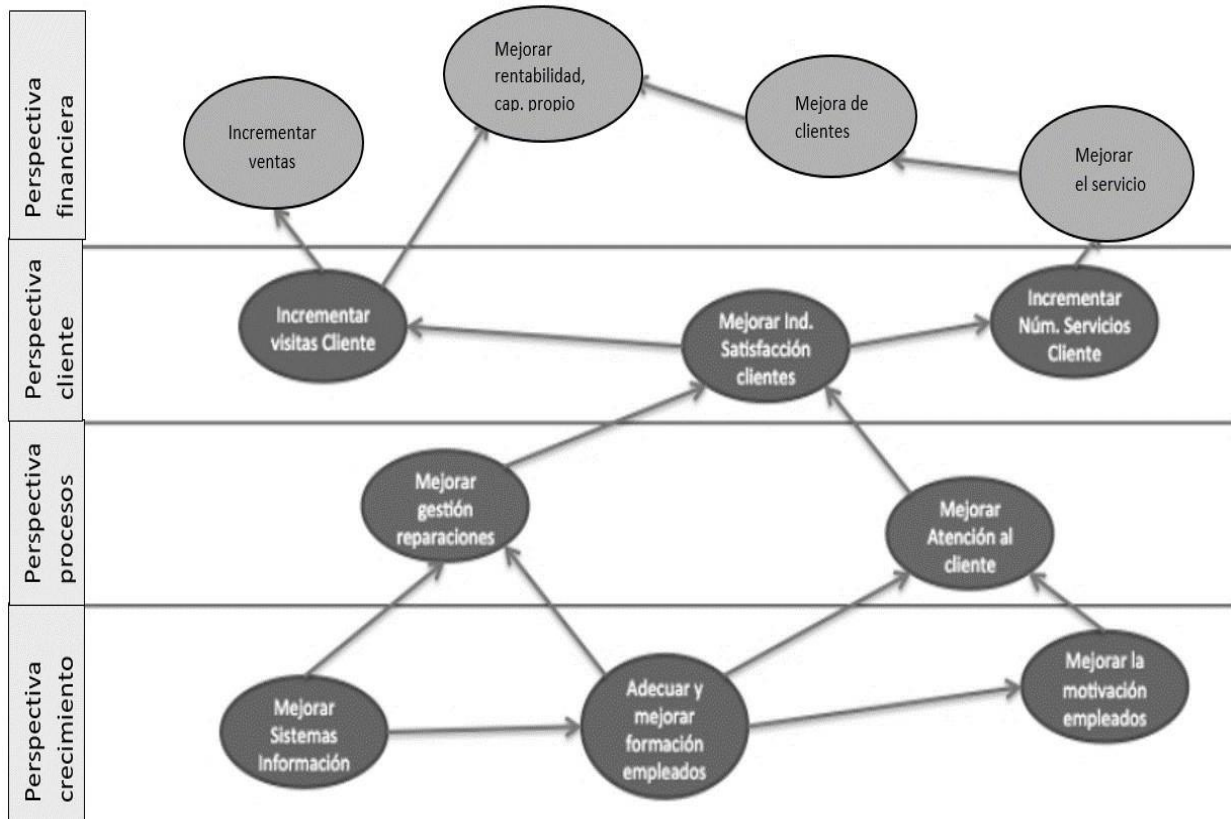 Perspectiva
financiera
Incrementar
ventas
Mejorar
rentabilidad,
cap. propio
Mejora de
clientes
Mejorar
el servicio
Perspectiva
cliente
Incrementar
visitas Cliente
Mejorar Ind.
Satisfacción
clientes
Incrementar
Núm. Servicios
Cliente
Perspectiva
procesos
Mejorar
gestión
reparaciones
Mejorar
Atención al
cliente
Perspectiva
crecimiento
Mejorar
Sistemas
Información
Adecuar y
mejorar
formación
empleados
Mejorar la
motivación
empleados